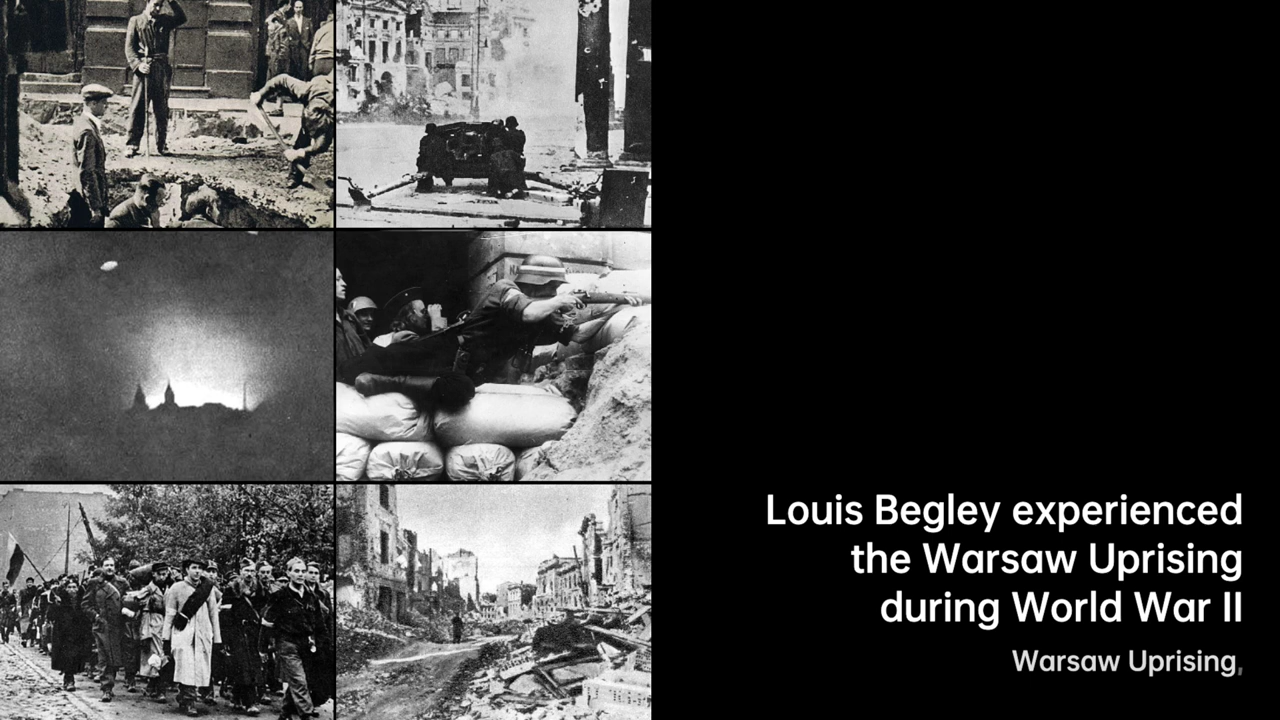 Louis Begley experienced
the Warsaw Uprising
during World War II
Warsaw Uprising,